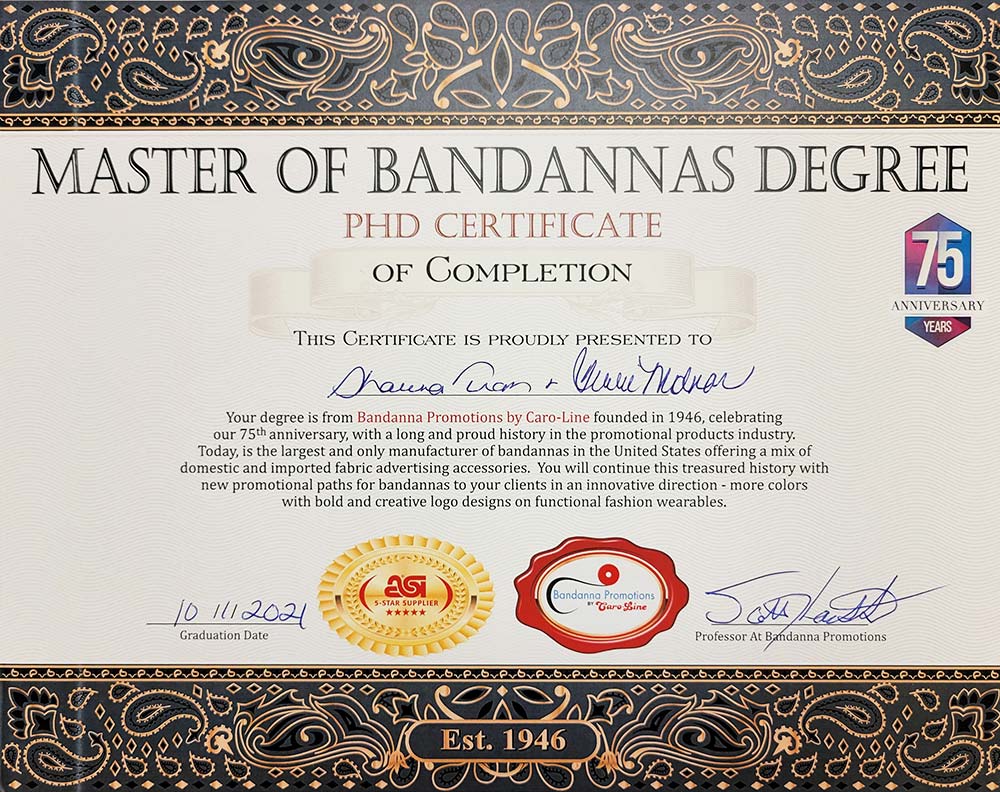 MASTER OF BANDANNAS DEGREE
PHD CERTIFICATE
OF COMPLETION
75
ANNIVERSARY
YEARS
THIS CERTIFICATE IS PROUDLY PRESENTED TO
Shauna +
Your degree is from Bandanna Promotions by Caro-Line founded in 1946, celebrating
our 75th anniversary, with a long and proud history in the promotional products industry.
Today, is the largest and only manufacturer of bandannas in the United States offering a mix of
domestic and imported fabric advertising accessories. You will continue this treasured history with
new promotional paths for bandannas to your clients in an innovative direction - more colors
with bold and creative logo designs on functional fashion wearables.
asi
5-STAR SUPPLIER
Bandanna Promotions
BY Caro-Line
10 111 2021
Graduation Date
Scott
Professor At Bandanna Promotions
Est. 1946